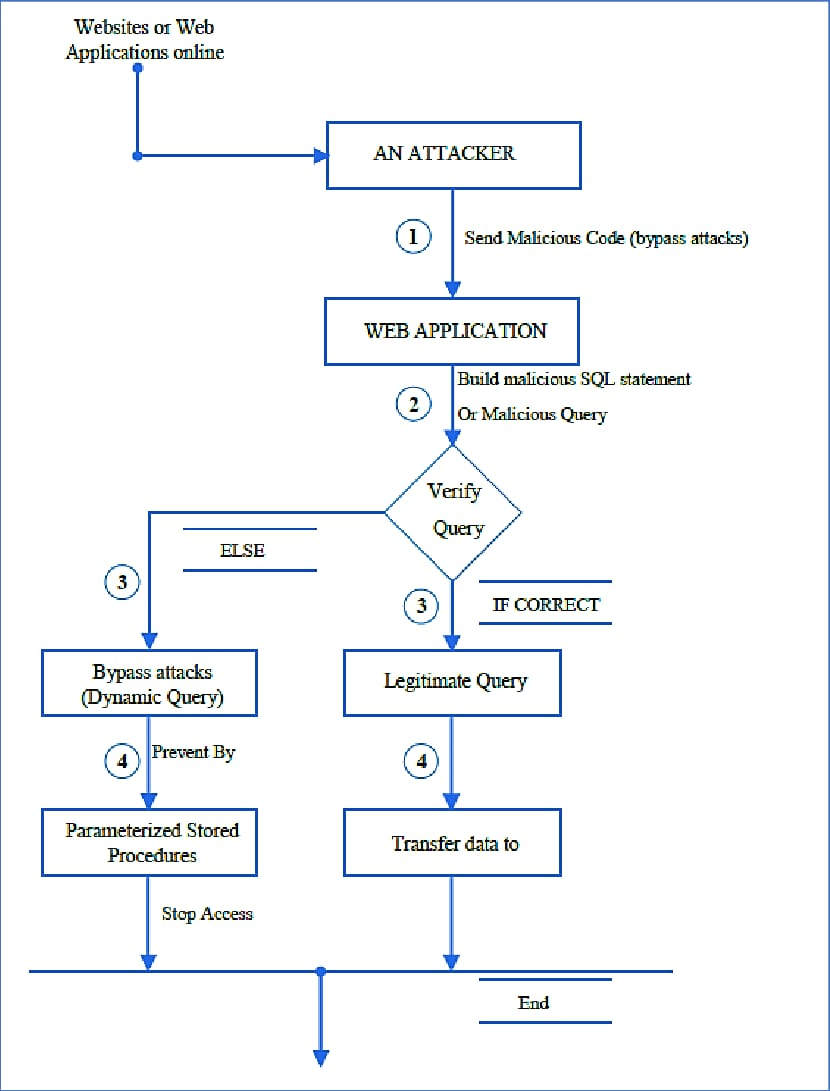 Websites or Web
Applications online
AN ATTACKER
1
Send Malicious Code (bypass attacks)
WEB APPLICATION
Build malicious SQL statement
2
Or Malicious Query
Verify
Query
ELSE
3
3
IF CORRECT
Bypass attacks
(Dynamic Query)
Legitimate Query
4
Prevent By
4
Parameterized Stored
Procedures
Transfer data to
Stop Access
End